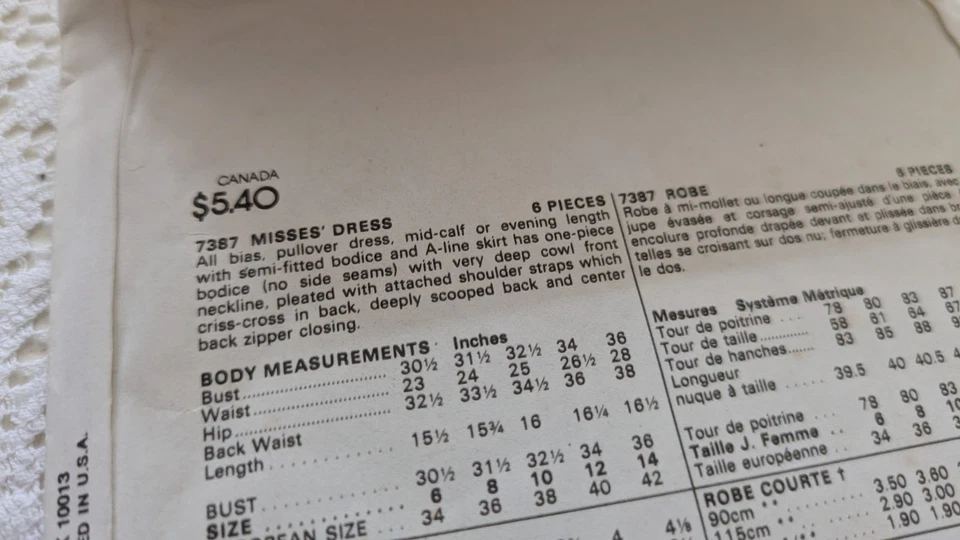 CANADA
$5.40
7387 MISSES' DRESS 6 PIECES
All bias, pullover dress, mid-calf or evening length
with semi-fitted bodice and A-line skirt has one-piece
bodice (no side seams) with very deep cowl front
neckline, pleated with attached shoulder straps which
criss-cross in back, deeply scooped back and center
back zipper closing.
BODY MEASUREMENTS Inches
Bust 30½ 31½ 32½ 34 36
Waist 23 24 25 26½ 28
Hip 32½ 33½ 34½ 36 38
Back Waist
Length 15½ 15¾ 16 16¼ 16½
BUST 30½ 31½ 32½ 34 36
SIZE 6 8 10 12 14
EAN SIZE 34 36 38 40 42
4⅛
7387 ROBE PIECES
Robe à mi-mollet ou longue coupée dans le biais, avec
jupe évasée et corsage semi-ajusté d'une pièce
encolure profonde drapée devant et plissée dans
telles se croisant sur dos nu; fermeture à glissière
le dos.
Mesures Système Métrique
Tour de poitrine 78 80 83 87
Tour de taille 58 61 64 67
Tour de hanches 83 85 88
Longueur
nuque à taille 39.5 40 40.5
Tour de poitrine 78 80 83
Taille J. Femme 6 8 10
Taille européenne 34 36
ROBE COURTE †
90cm 3.50 3.60
115cm 2.90 3.00
1.90 1.90
10013
ED IN U.S.A.